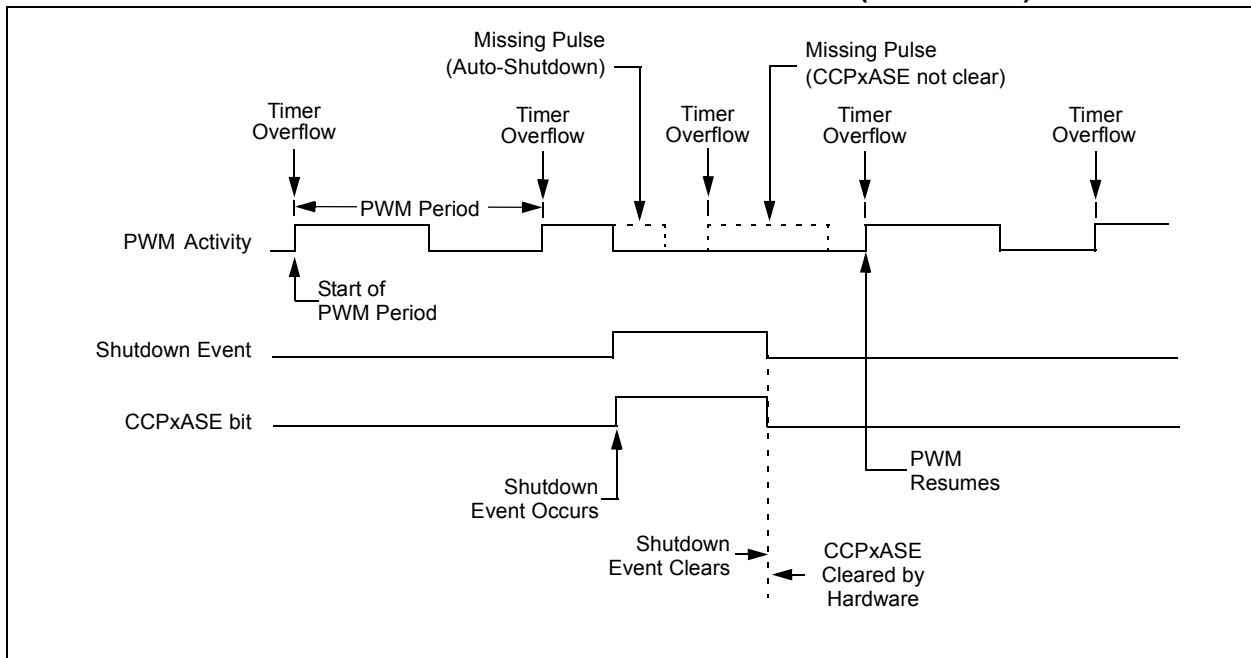 Missing Pulse
(Auto-Shutdown)
Missing Pulse
(CCPxASE not clear)
Timer
Overflow
Timer
Overflow
Timer
Overflow
Timer
Overflow
Timer
Overflow
PWM Period
PWM Activity
Start of
PWM Period
Shutdown Event
CCPxASE bit
Shutdown
Event Occurs
PWM
Resumes
Shutdown
Event Clears
CCPxASE
Cleared by
Hardware